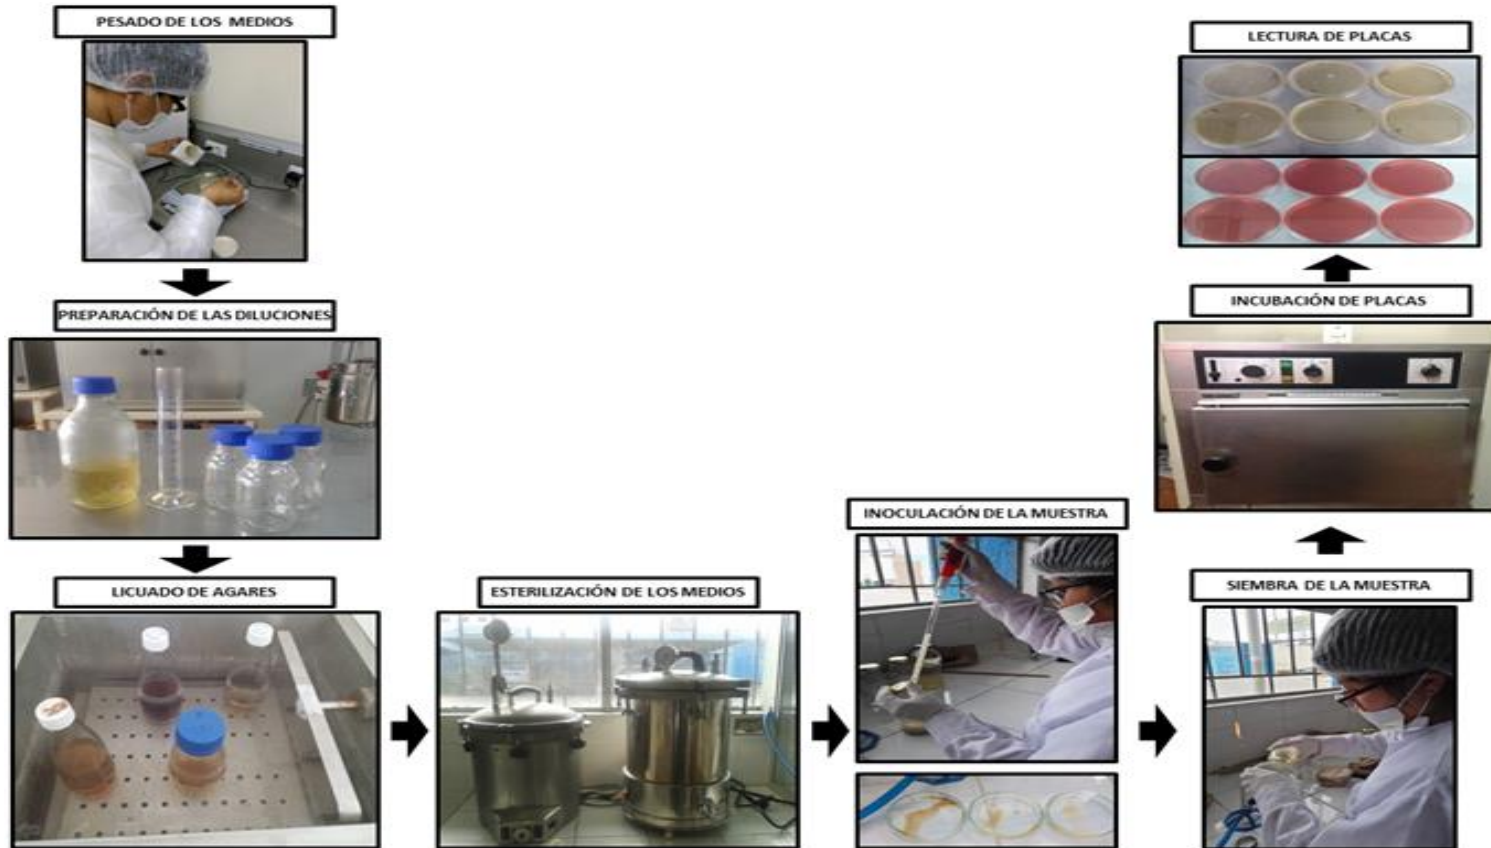 PESADO DE LOS MEDIOS
PREPARACIÓN DE LAS DILUCIONES
LICUADO DE AGARES
ESTERILIZACIÓN DE LOS MEDIOS
INOCULACIÓN DE LA MUESTRA
SIEMBRA DE LA MUESTRA
INCUBACIÓN DE PLACAS
LECTURA DE PLACAS